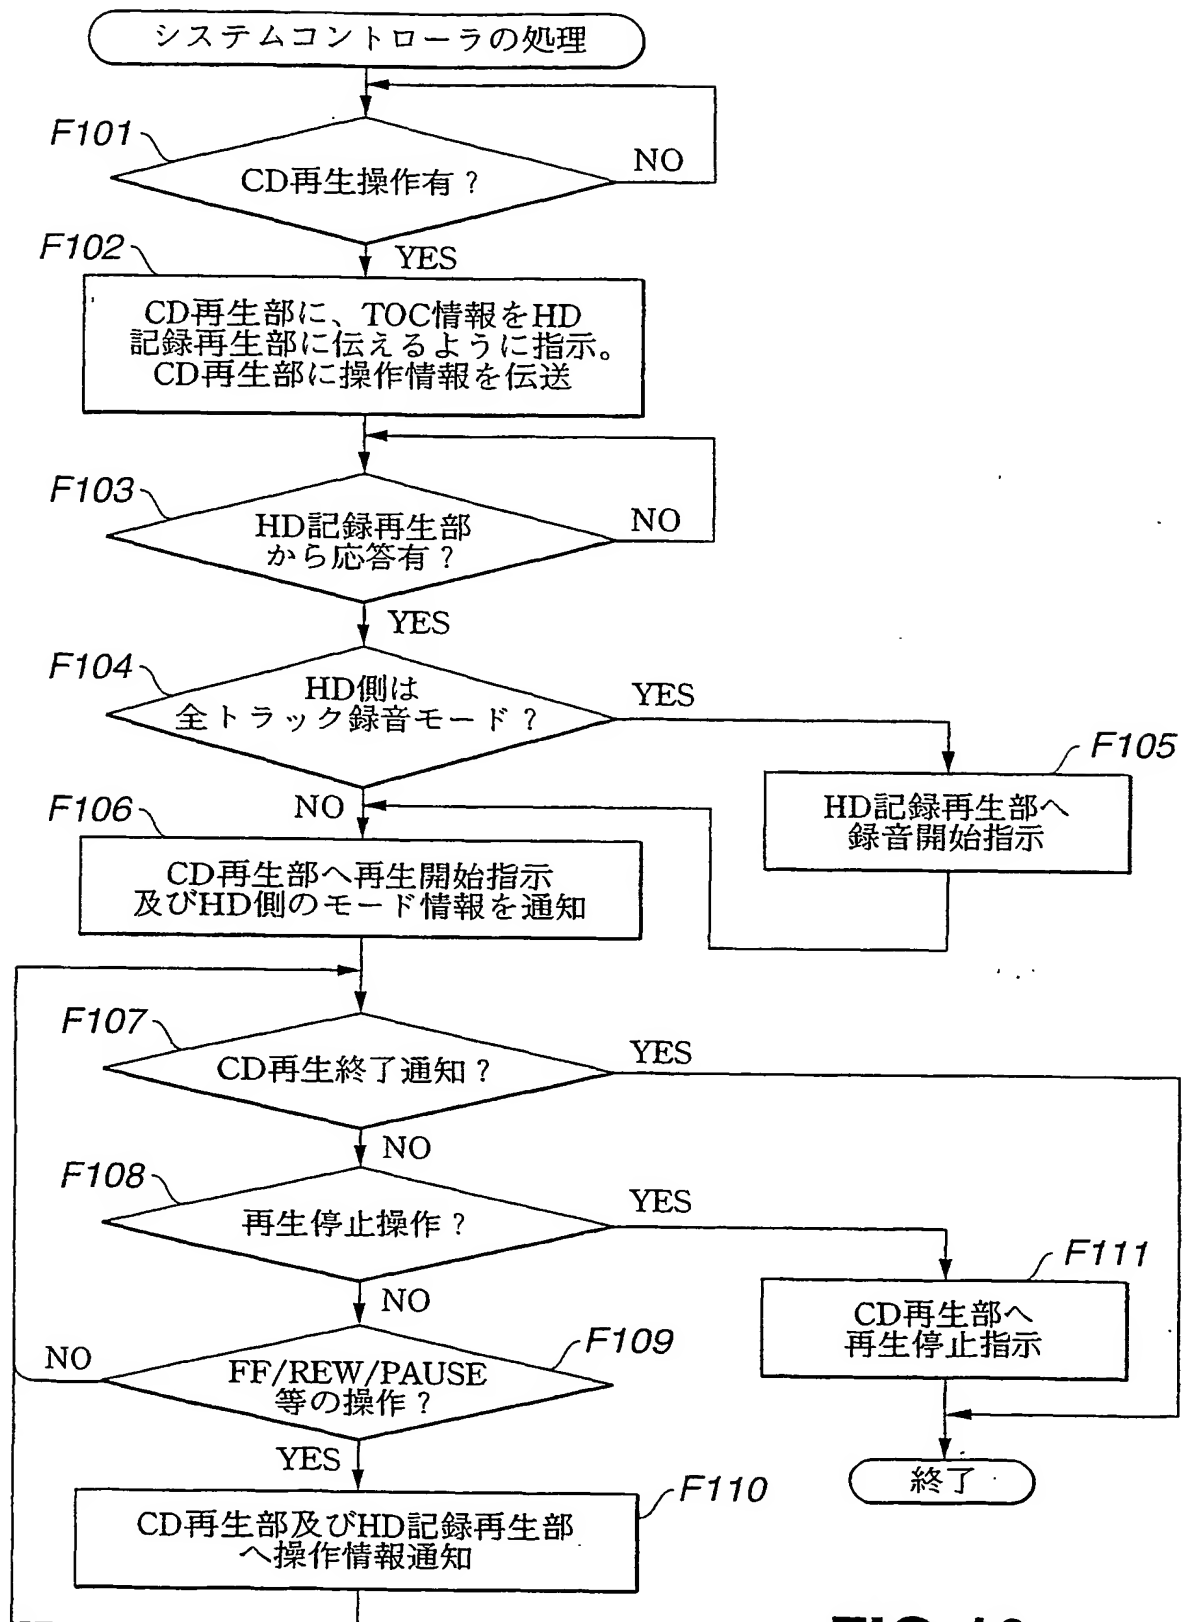 システムコントローラの処理
F101
CD再生操作有?
NO
F102
YES
CD再生部に、TOC情報をHD
記録再生部に伝えるように指示。
CD再生部に操作情報を伝送
F103
HD記録再生部
から応答有?
NO
YES
F104
HD側は
全トラック録音モード?
YES
F105
HD記録再生部へ
録音開始指示
NO
F106
CD再生部へ再生開始指示
及びHD側のモード情報を通知
F107
CD再生終了通知?
YES
NO
F108
再生停止操作?
YES
F111
CD再生部へ
再生停止指示
NO
F109
FF/REW/PAUSE
等の操作?
NO
YES
終了
F110
CD再生部及びHD記録再生部
へ操作情報通知